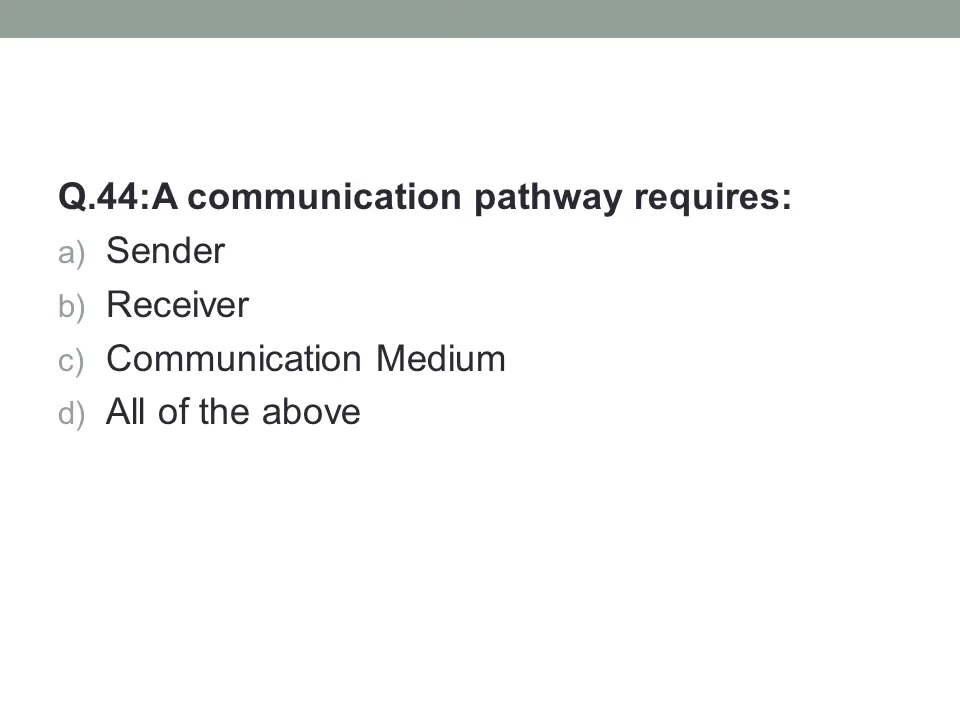 Q.44:A communication pathway requires:
a) Sender
b) Receiver
c) Communication Medium
d) All of the above